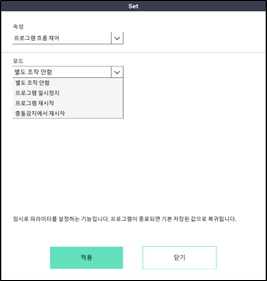 Set
속성
프로그램 흐름 제어
모드
별도 조작 안함
별도 조작 안함
프로그램 일시정지
프로그램 재시작
충돌감지에서 재시작
임시로 파라미터를 설정하는 기능입니다. 프로그램이 종료되면 기본 저장된 값으로 복귀됩니다.
적용
닫기